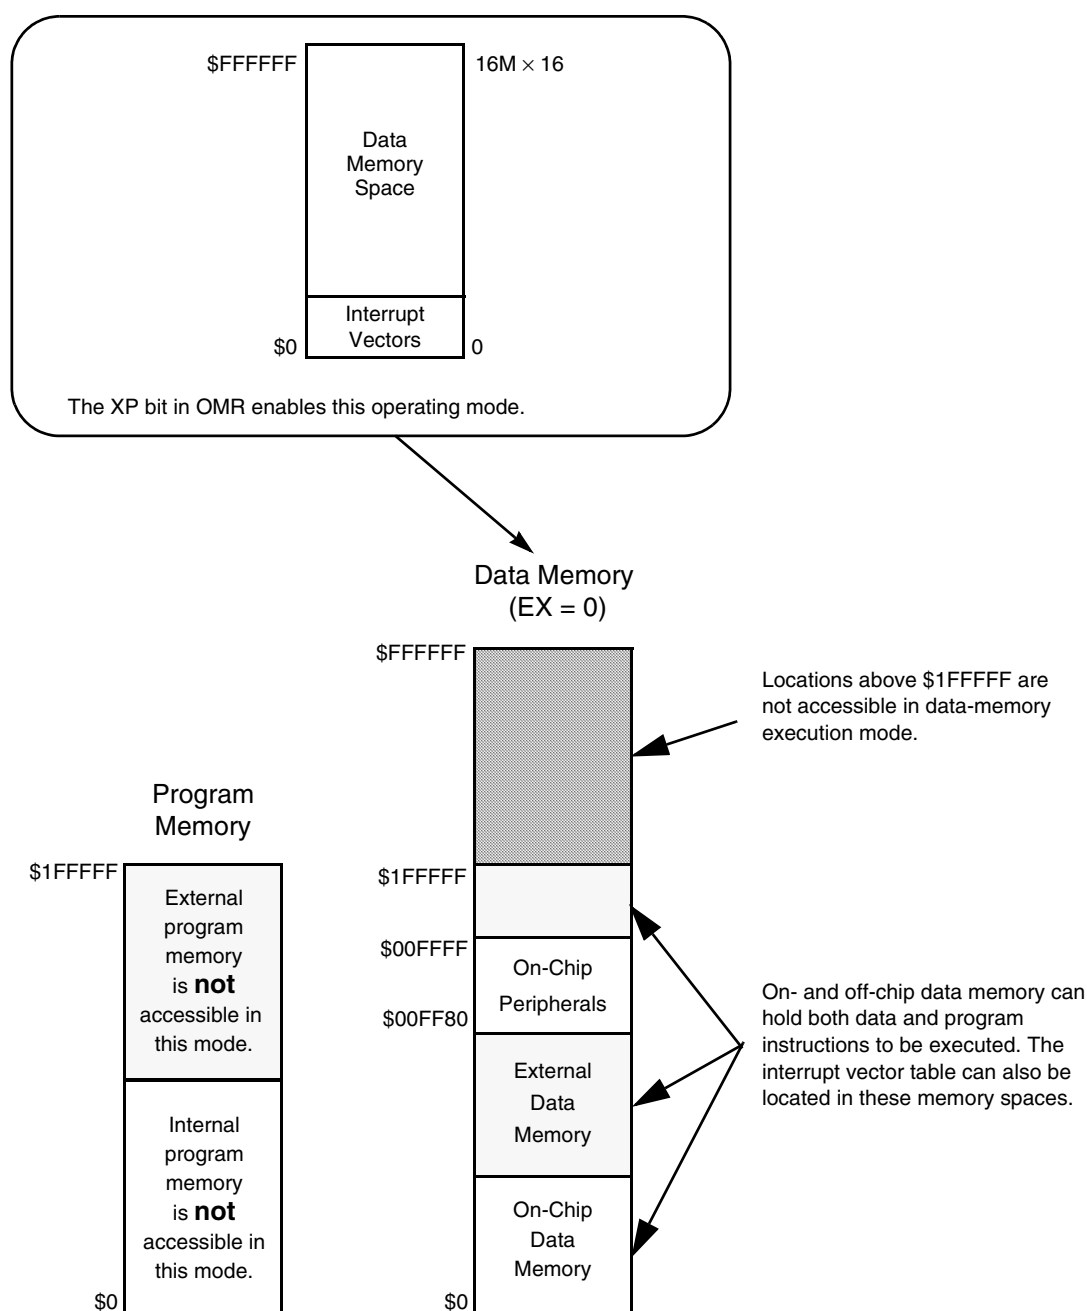 $FFFFFF
16M × 16
Data
Memory
Space
Interrupt
Vectors
$0
0
The XP bit in OMR enables this operating mode.
Data Memory
(EX = 0)
$FFFFFF
Locations above $1FFFFF are
not accessible in data-memory
execution mode.
Program
Memory
$1FFFFF
External
program
memory
is not
accessible in
this mode.
Internal
program
memory
is not
accessible in
this mode.
$0
$1FFFFF
$00FFFF
On-Chip
Peripherals
$00FF80
External
Data
Memory
On-Chip
Data
Memory
$0
On- and off-chip data memory can
hold both data and program
instructions to be executed. The
interrupt vector table can also be
located in these memory spaces.